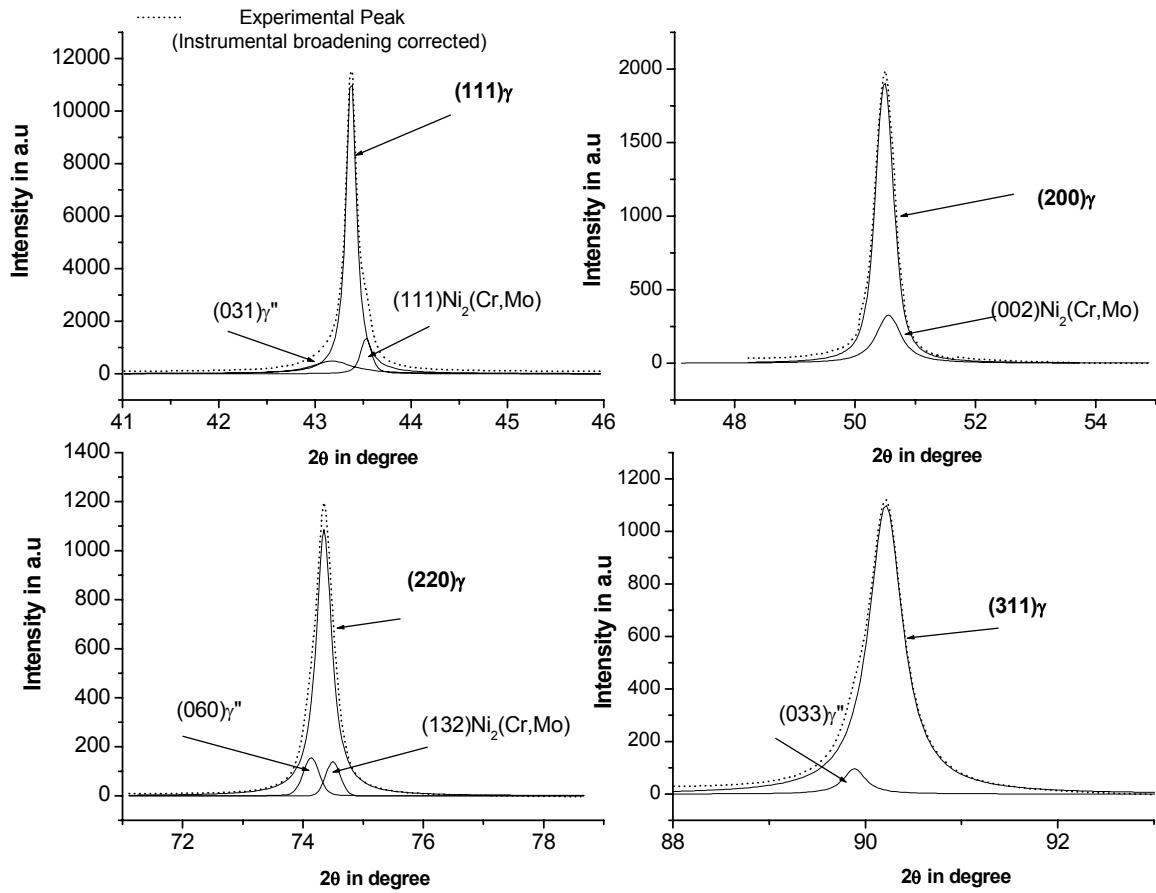 Experimental Peak
(Instrumental broadening corrected)
12000
10000
8000
6000
4000
2000
0
Intensity in a.u
(111)γ
(031)γ"
(111)Ni₂(Cr,Mo)
41 42 43 44 45 46
2θ in degree
2000
1500
1000
500
0
Intensity in a.u
(200)γ
(002)Ni₂(Cr,Mo)
48 50 52 54
2θ in degree
1400
1200
1000
800
600
400
200
0
Intensity in a.u
(220)γ
(060)γ"
(132)Ni₂(Cr,Mo)
72 74 76 78
2θ in degree
1200
1000
800
600
400
200
0
Intensity in a.u
(311)γ
(033)γ"
88 90 92
2θ in degree